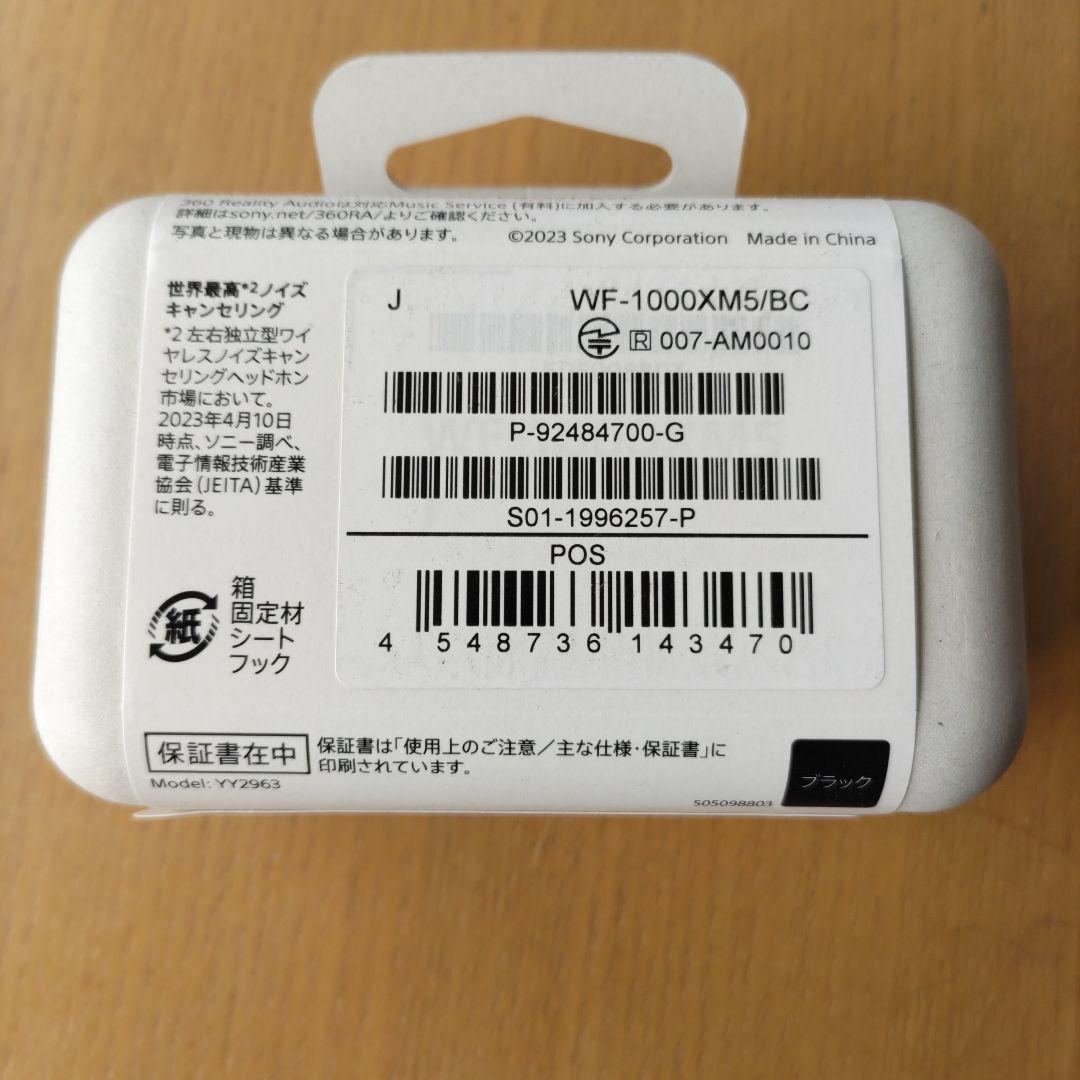 360 Reality Audioは対応Music Service (有料)に加入する必要があります。
詳細はsony.net/360RA/よりご確認ください。
写真と現物は異なる場合があります。 ©2023 Sony Corporation Made in China
世界最高*2ノイズ
キャンセリング
*2 左右独立型ワイ
ヤレスノイズキャン
セリングヘッドホン
市場において。
2023年4月10日
時点、ソニー調べ、
電子情報技術産業
協会(JEITA)基準
に則る。
J WF-1000XM5/BC
R 007-AM0010
P-92484700-G
S01-1996257-P
POS
4 548736 143470
紙
箱
固定材
シート
フック
保証書在中
保証書は「使用上のご注意/主な仕様・保証書」に
印刷されています。
Model: YY2963
505098803
ブラック